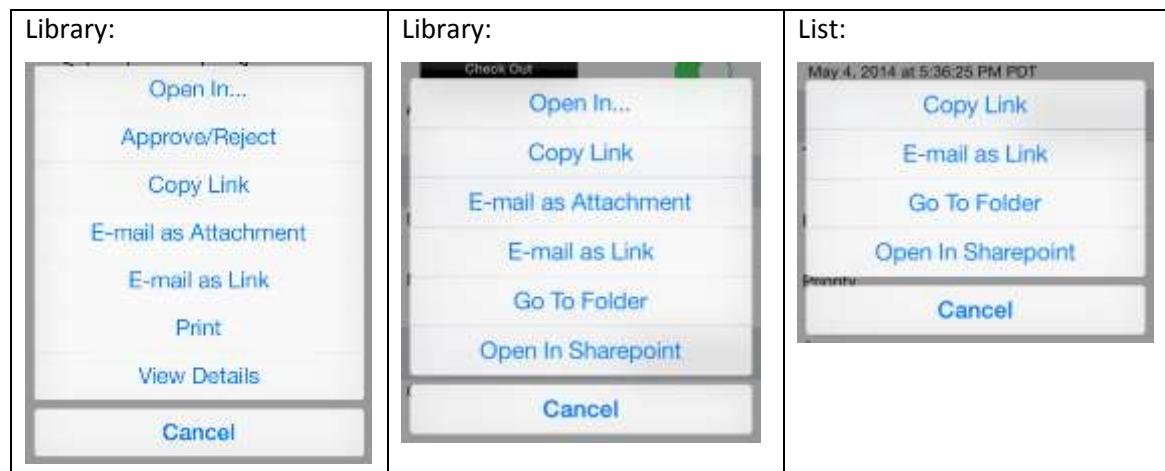 Library:
Open In...
Approve/Reject
Copy Link
E-mail as Attachment
E-mail as Link
Print
View Details
Cancel
Library:
Check Out
Open In...
Copy Link
E-mail as Attachment
E-mail as Link
Go To Folder
Open In Sharepoint
Cancel
List:
May 4, 2014 at 5:36:25 PM PDT
Copy Link
E-mail as Link
Go To Folder
Open In Sharepoint
Priority
Cancel